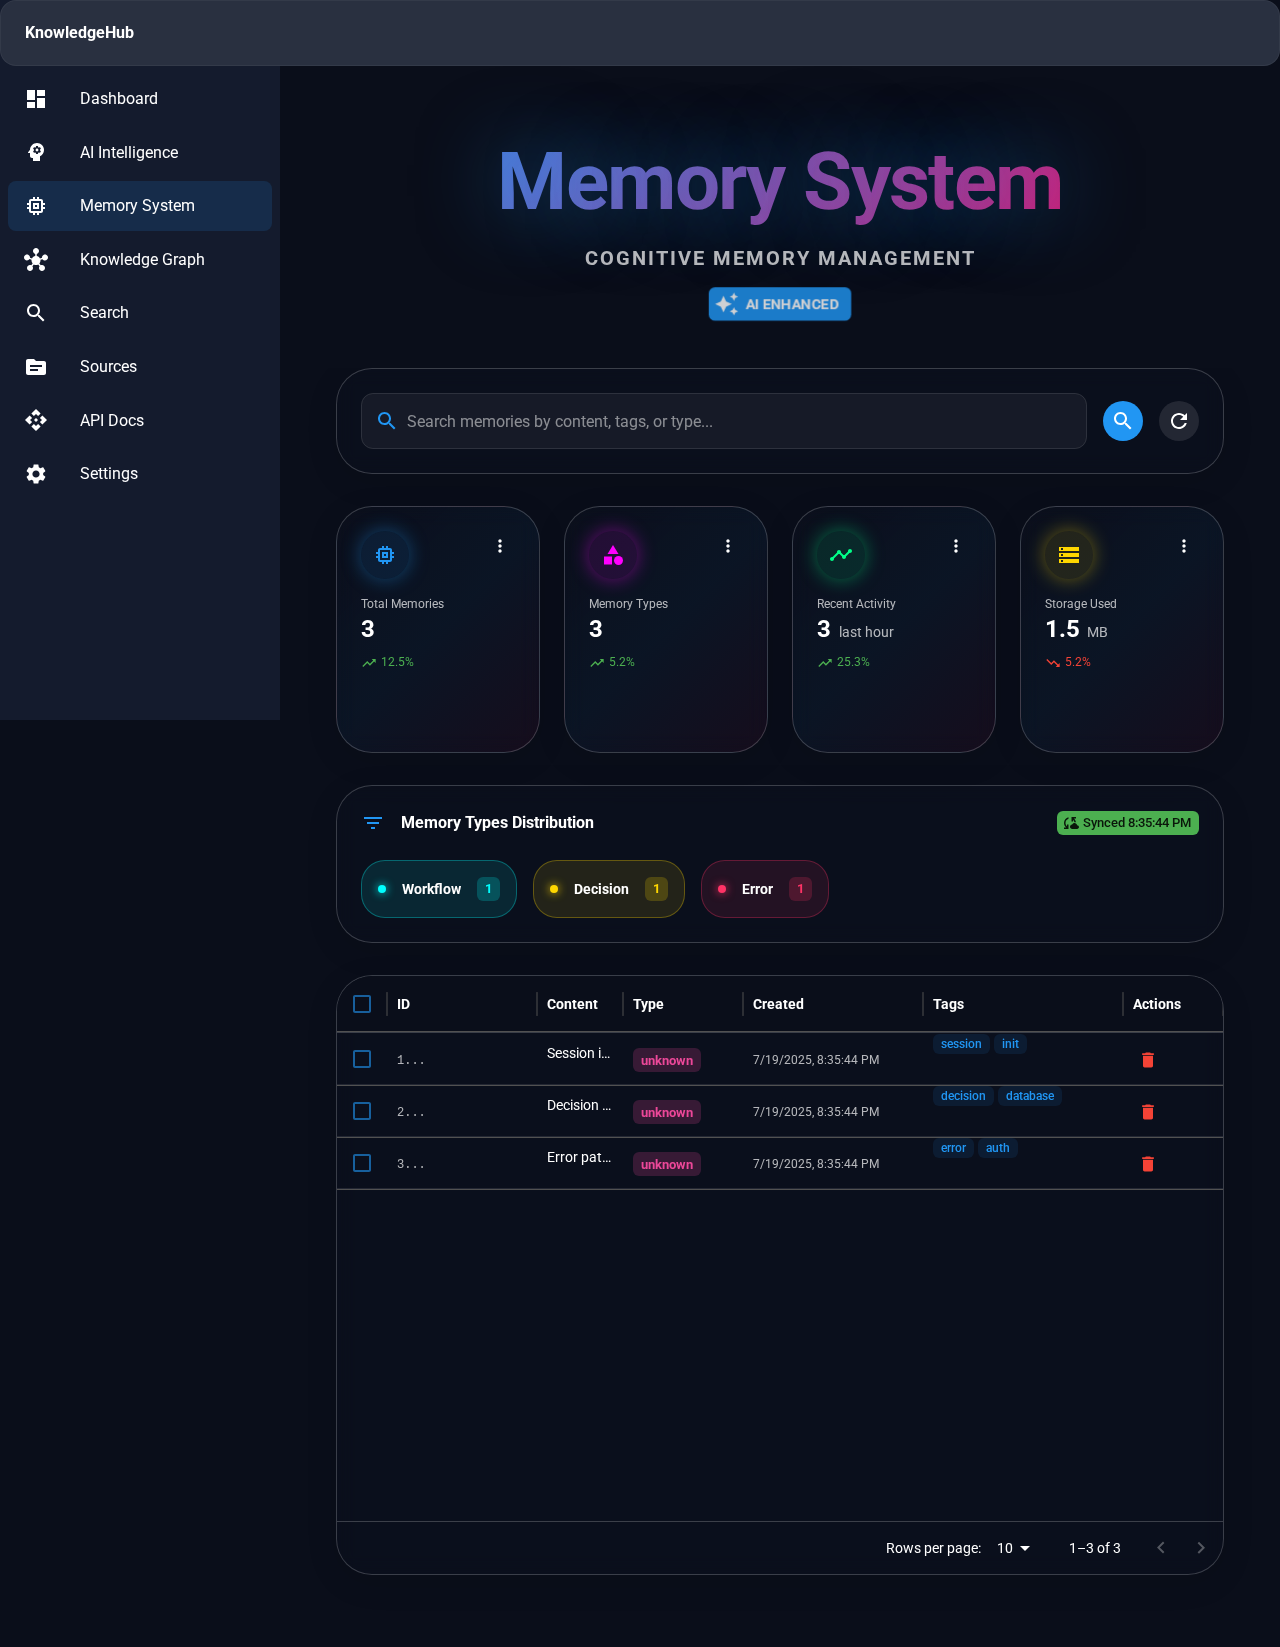 KnowledgeHub
Dashboard
AI Intelligence
Memory System
Knowledge Graph
Search
Sources
API Docs
Settings
Memory System
COGNITIVE MEMORY MANAGEMENT
AI ENHANCED
Search memories by content, tags, or type...
Total Memories
3
12.5%
Memory Types
3
5.2%
Recent Activity
3 last hour
25.3%
Storage Used
1.5 MB
5.2%
Memory Types Distribution
Synced 8:35:44 PM
Workflow 1
Decision 1
Error 1
ID Content Type Created Tags Actions
1... Session i... unknown 7/19/2025, 8:35:44 PM session init
2... Decision ... unknown 7/19/2025, 8:35:44 PM decision database
3... Error pat... unknown 7/19/2025, 8:35:44 PM error auth
Rows per page: 10 1–3 of 3